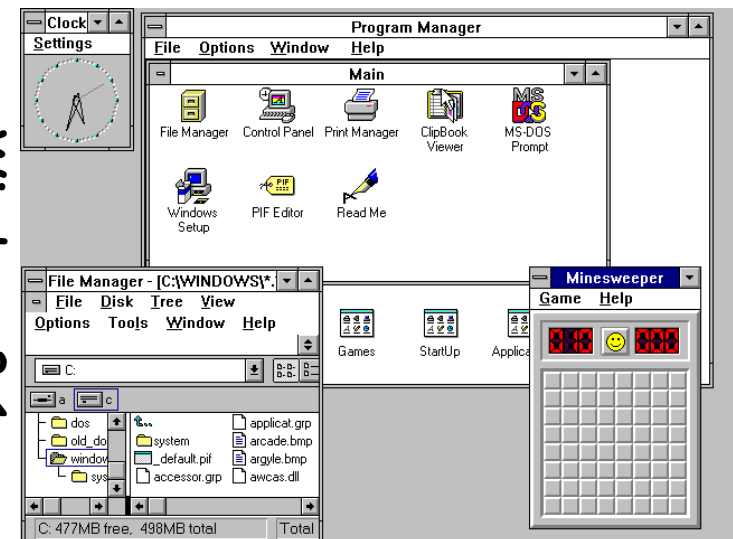 Clock
Settings
Program Manager
File Options Window Help
Main
File Manager
Control Panel
Print Manager
ClipBook
Viewer
MS-DOS
Prompt
Windows
Setup
PIF Editor
Read Me
File Manager - [C:\WINDOWS\*.
File Disk Tree View
Options Tools Window Help
C:
a c
dos
old_do
window
sys
system
_default.pif
accessor.grp
applicat.grp
arcade.bmp
argyle.bmp
awcas.dll
C: 477MB free, 498MB total
Total
Games
StartUp
Applica
Minesweeper
Game Help